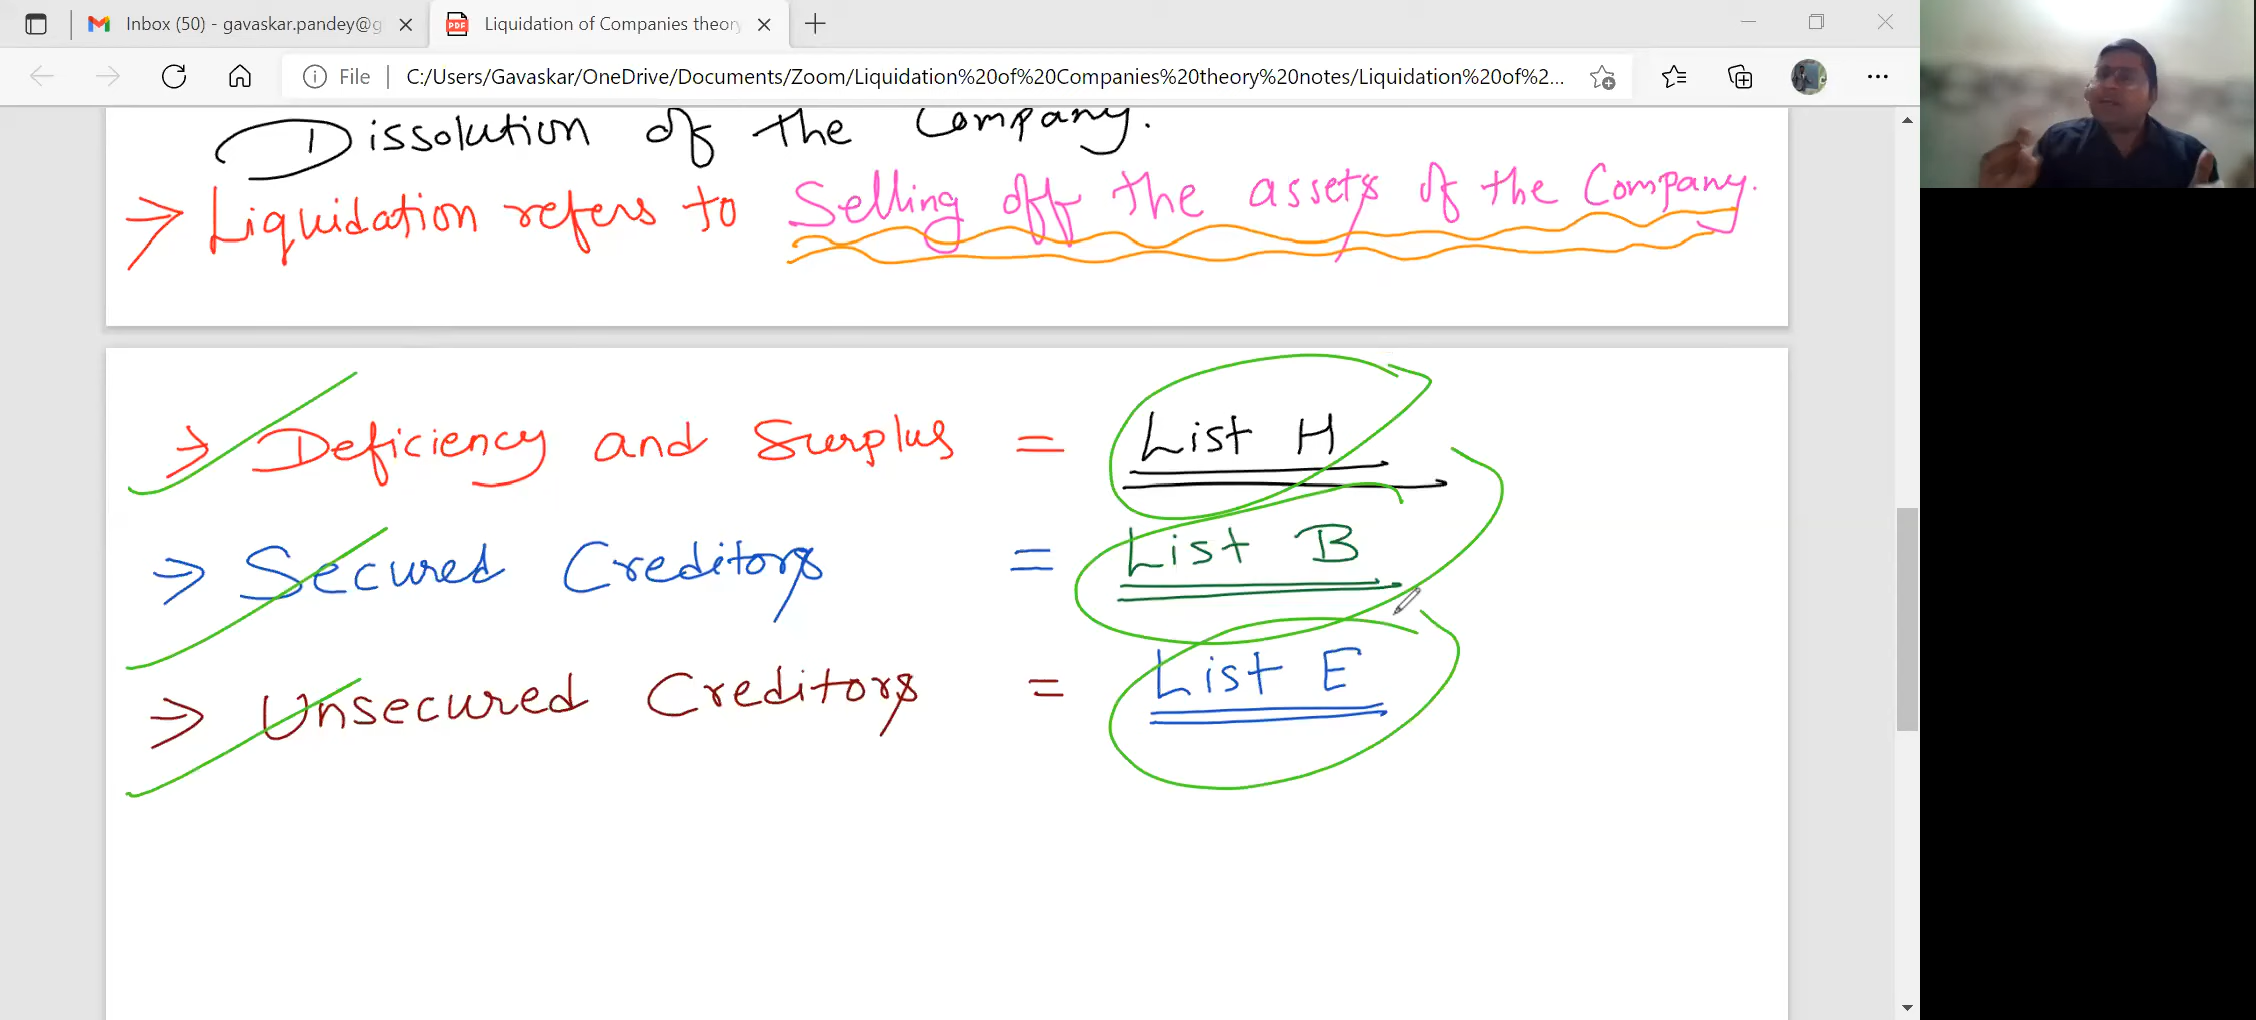 Inbox (50) - gavaskar.pandey@g
Liquidation of Companies theory
File
C:/Users/Gavaskar/OneDrive/Documents/Zoom/Liquidation%20of%20Companies%20theory%20notes/Liquidation%20of%2...
Dissolution of the Company.
⇒ Liquidation refers to Selling off the assets of the Company.
⇒ Deficiency and Surplus = List H
⇒ Secured Creditors = List B
⇒ Unsecured Creditors = List E